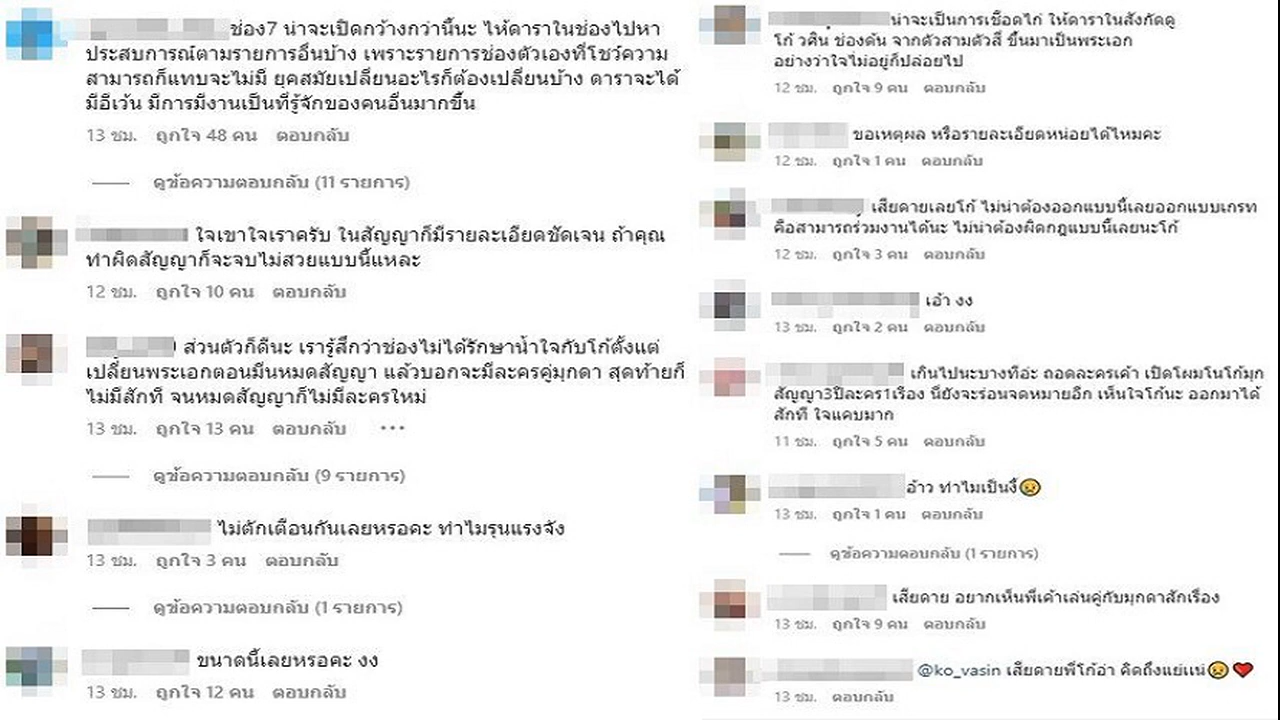 ช่อง7 น่าจะเปิดกว้างกว่านี้นะ ให้ดาราในช่องไปหา
ประสบการณ์ตามรายการอื่นบ้าง เพราะรายการช่องตัวเองที่โชว์ความ
สามารถก็แทบจะไม่มี ยุคสมัยเปลี่ยนอะไรก็ต้องเปลี่ยนบ้าง ดาราจะได้
มีอีเว้น มีการมีงานเป็นที่รู้จักของคนอื่นมากขึ้น
13 ชม. ถูกใจ 48 คน ตอบกลับ
ดูข้อความตอบกลับ (11 รายการ)
ใจเขาใจเราครับ ในสัญญาก็มีรายละเอียดชัดเจน ถ้าคุณ
ทำผิดสัญญาก็จะจบไม่สวยแบบนี้แหละ
12 ชม. ถูกใจ 10 คน ตอบกลับ
ส่วนตัวก็ดีนะ เรารู้สึกว่าช่องไม่ได้รักษาน้ำใจกับโก้ตั้งแต่
เปลี่ยนพระเอกตอนมีนหมดสัญญา แล้วบอกจะมีละครคู่มุกดา สุดท้ายก็
ไม่มีสักที จนหมดสัญญาก็ไม่มีละครใหม่
13 ชม. ถูกใจ 13 คน ตอบกลับ •••
ดูข้อความตอบกลับ (9 รายการ)
ไม่ตักเตือนกันเลยหรอคะ ทำไมรุนแรงจัง
13 ชม. ถูกใจ 3 คน ตอบกลับ
ดูข้อความตอบกลับ (1 รายการ)
ขนาดนี้เลยหรอคะ งง
13 ชม. ถูกใจ 12 คน ตอบกลับ
น่าจะเป็นการเชือดไก่ ให้ดาราในสังกัดดู
โก้ วศิน ช่องดัน จากตัวสามตัวสี่ ขึ้นมาเป็นพระเอก
อย่างว่าใจไม่อยู่ก็ปล่อยไป
12 ชม. ถูกใจ 9 คน ตอบกลับ
ขอเหตุผล หรือรายละเอียดหน่อยได้ไหมคะ
12 ชม. ถูกใจ 1 คน ตอบกลับ
เสียดายเลยโก้ ไม่น่าต้องออกแบบนี้เลยออกแบบเกรท
คือสามารถร่วมงานได้นะ ไม่น่าต้องผิดกฎแบบนี้เลยนะโก้
12 ชม. ถูกใจ 3 คน ตอบกลับ
เอ้า งง
13 ชม. ถูกใจ 2 คน ตอบกลับ
เกินไปนะบางทีอ่ะ ถอดละครเค้า เปิดโผมโนโก้มุก
สัญญา3ปีละคร1เรื่อง นี่ยังจะร่อนจดหมายอีก เห็นใจโก้นะ ออกมาได้
สักที ใจแคบมาก
11 ชม. ถูกใจ 5 คน ตอบกลับ
อ้าว ทำไมเป็นงี้😢
13 ชม. ถูกใจ 1 คน ตอบกลับ
ดูข้อความตอบกลับ (1 รายการ)
เสียดาย อยากเห็นพี่เค้าเล่นคู่กับมุกดาสักเรื่อง
13 ชม. ถูกใจ 9 คน ตอบกลับ
@ko_vasin เสียดายพี่โก้อ่า คิดถึงแย่แน่😢❤️
13 ชม. ตอบกลับ